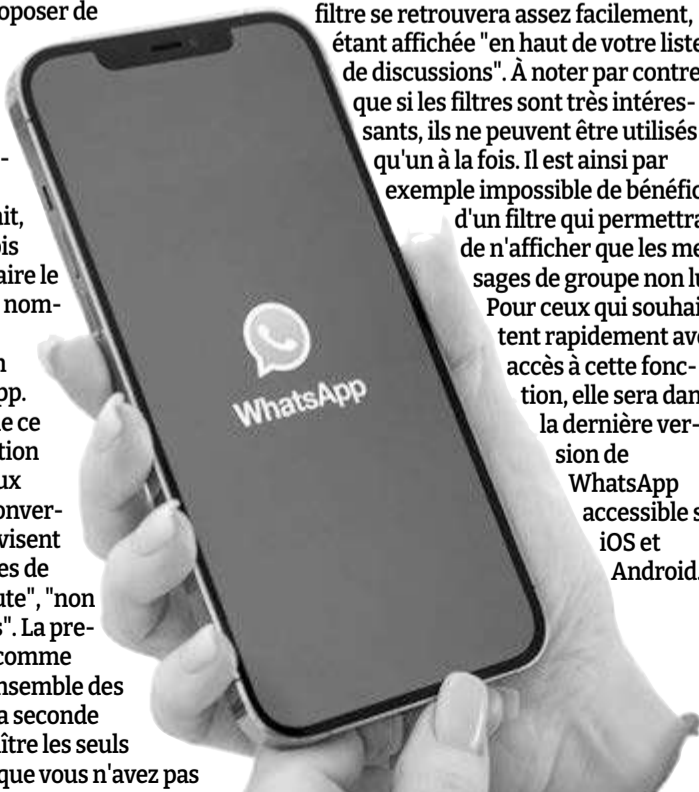 oposer de
-
ait,
ois
aire le
nom-
n
pp.
e ce
tion
ux
onver-
visent
es de
ute", "non
s". La pre-
comme
nsemble des
a seconde
ître les seuls
que vous n'avez pas
WhatsApp
filtre se retrouvera assez facilement,
étant affichée "en haut de votre liste
de discussions". À noter par contre
que si les filtres sont très intéres-
sants, ils ne peuvent être utilisés
qu'un à la fois. Il est ainsi par
exemple impossible de bénéfic
d'un filtre qui permettra
de n'afficher que les me
sages de groupe non lu
Pour ceux qui souhai
tent rapidement av
accès à cette fonc-
tion, elle sera dan
la dernière ver-
sion de
WhatsApp
accessible s
iOS et
Android.